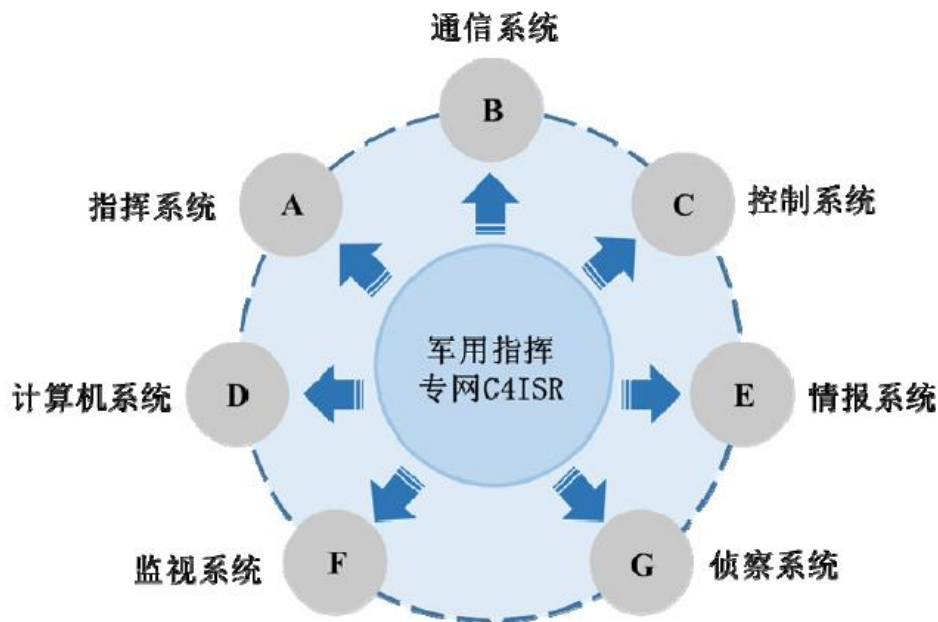 通信系统
B
指挥系统
A
C
控制系统
军用指挥
专网C4ISR
计算机系统
D
E
情报系统
监视系统
F
G
侦察系统